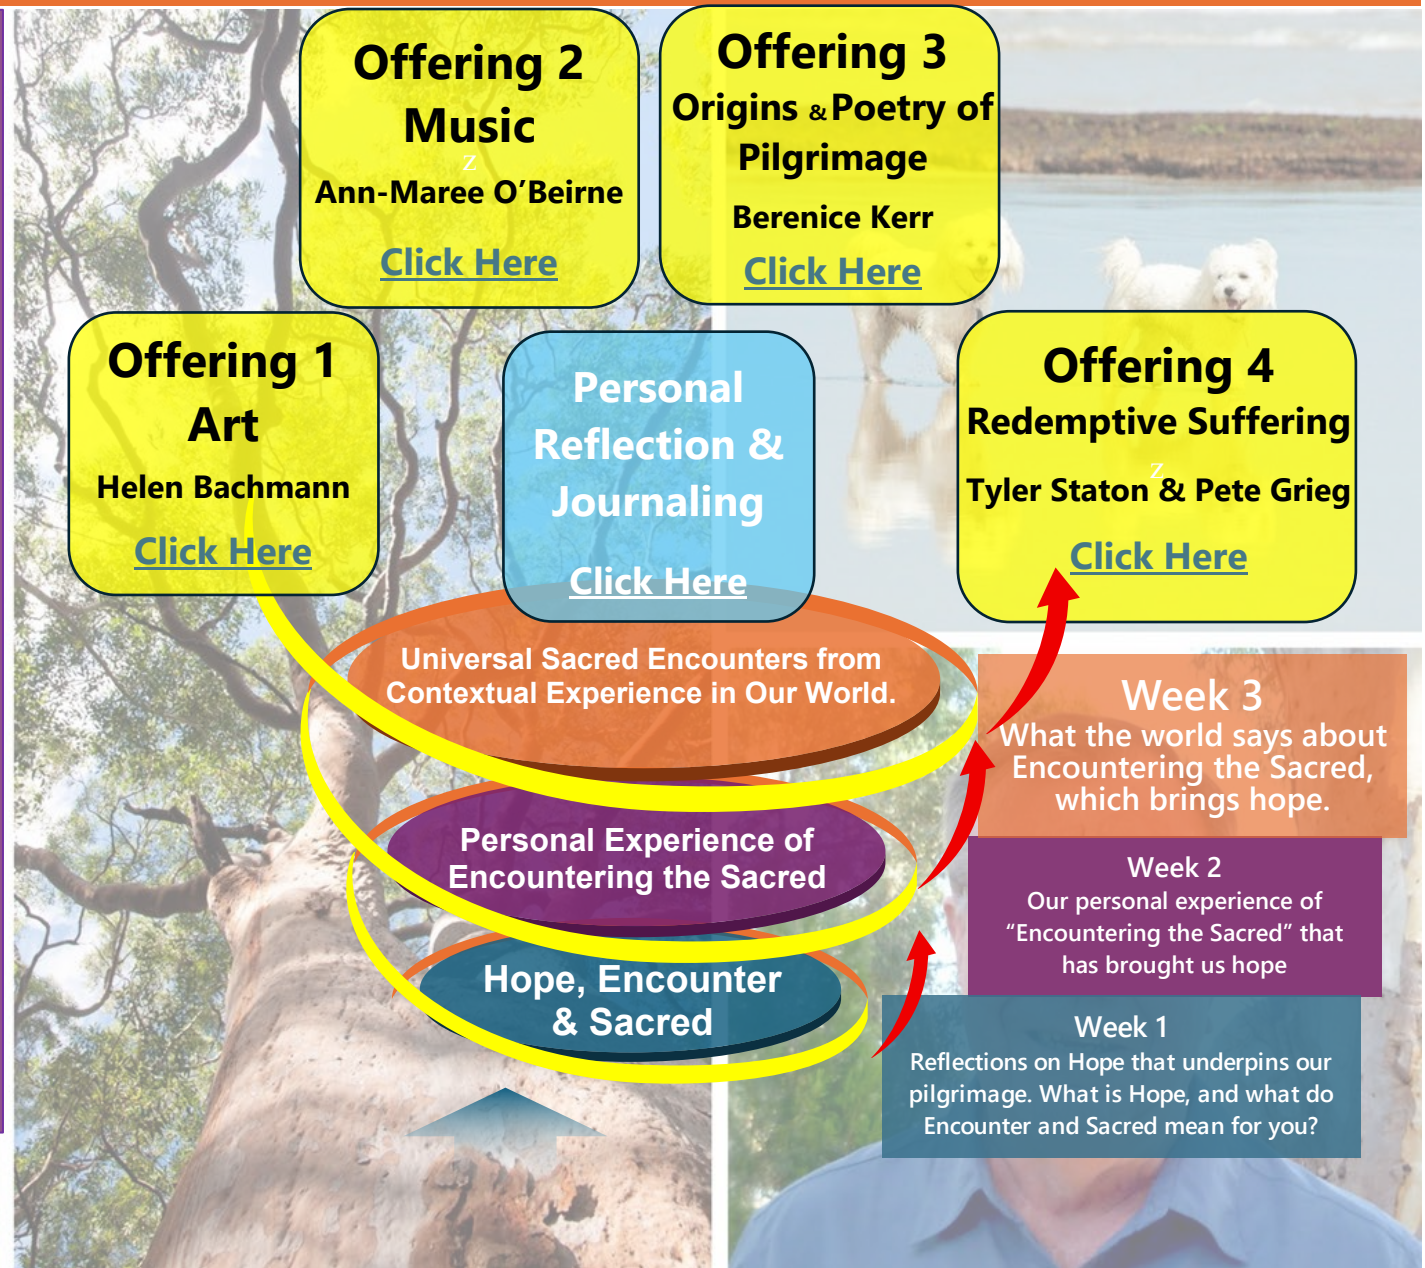 Offering 2
Music
z
Ann-Maree O’Beirne
Click Here
Offering 3
Origins & Poetry of
Pilgrimage
Berenice Kerr
Click Here
Offering 1
Art
Helen Bachmann
Click Here
Personal
Reflection &
Journaling
Click Here
Offering 4
Redemptive Suffering
z
Tyler Staton & Pete Grieg
Click Here
Universal Sacred Encounters from
Contextual Experience in Our World.
Week 3
What the world says about
Encountering the Sacred,
which brings hope.
Personal Experience of
Encountering the Sacred
Week 2
Our personal experience of
“Encountering the Sacred” that
has brought us hope
Hope, Encounter
& Sacred
Week 1
Reflections on Hope that underpins our
pilgrimage. What is Hope, and what do
Encounter and Sacred mean for you?